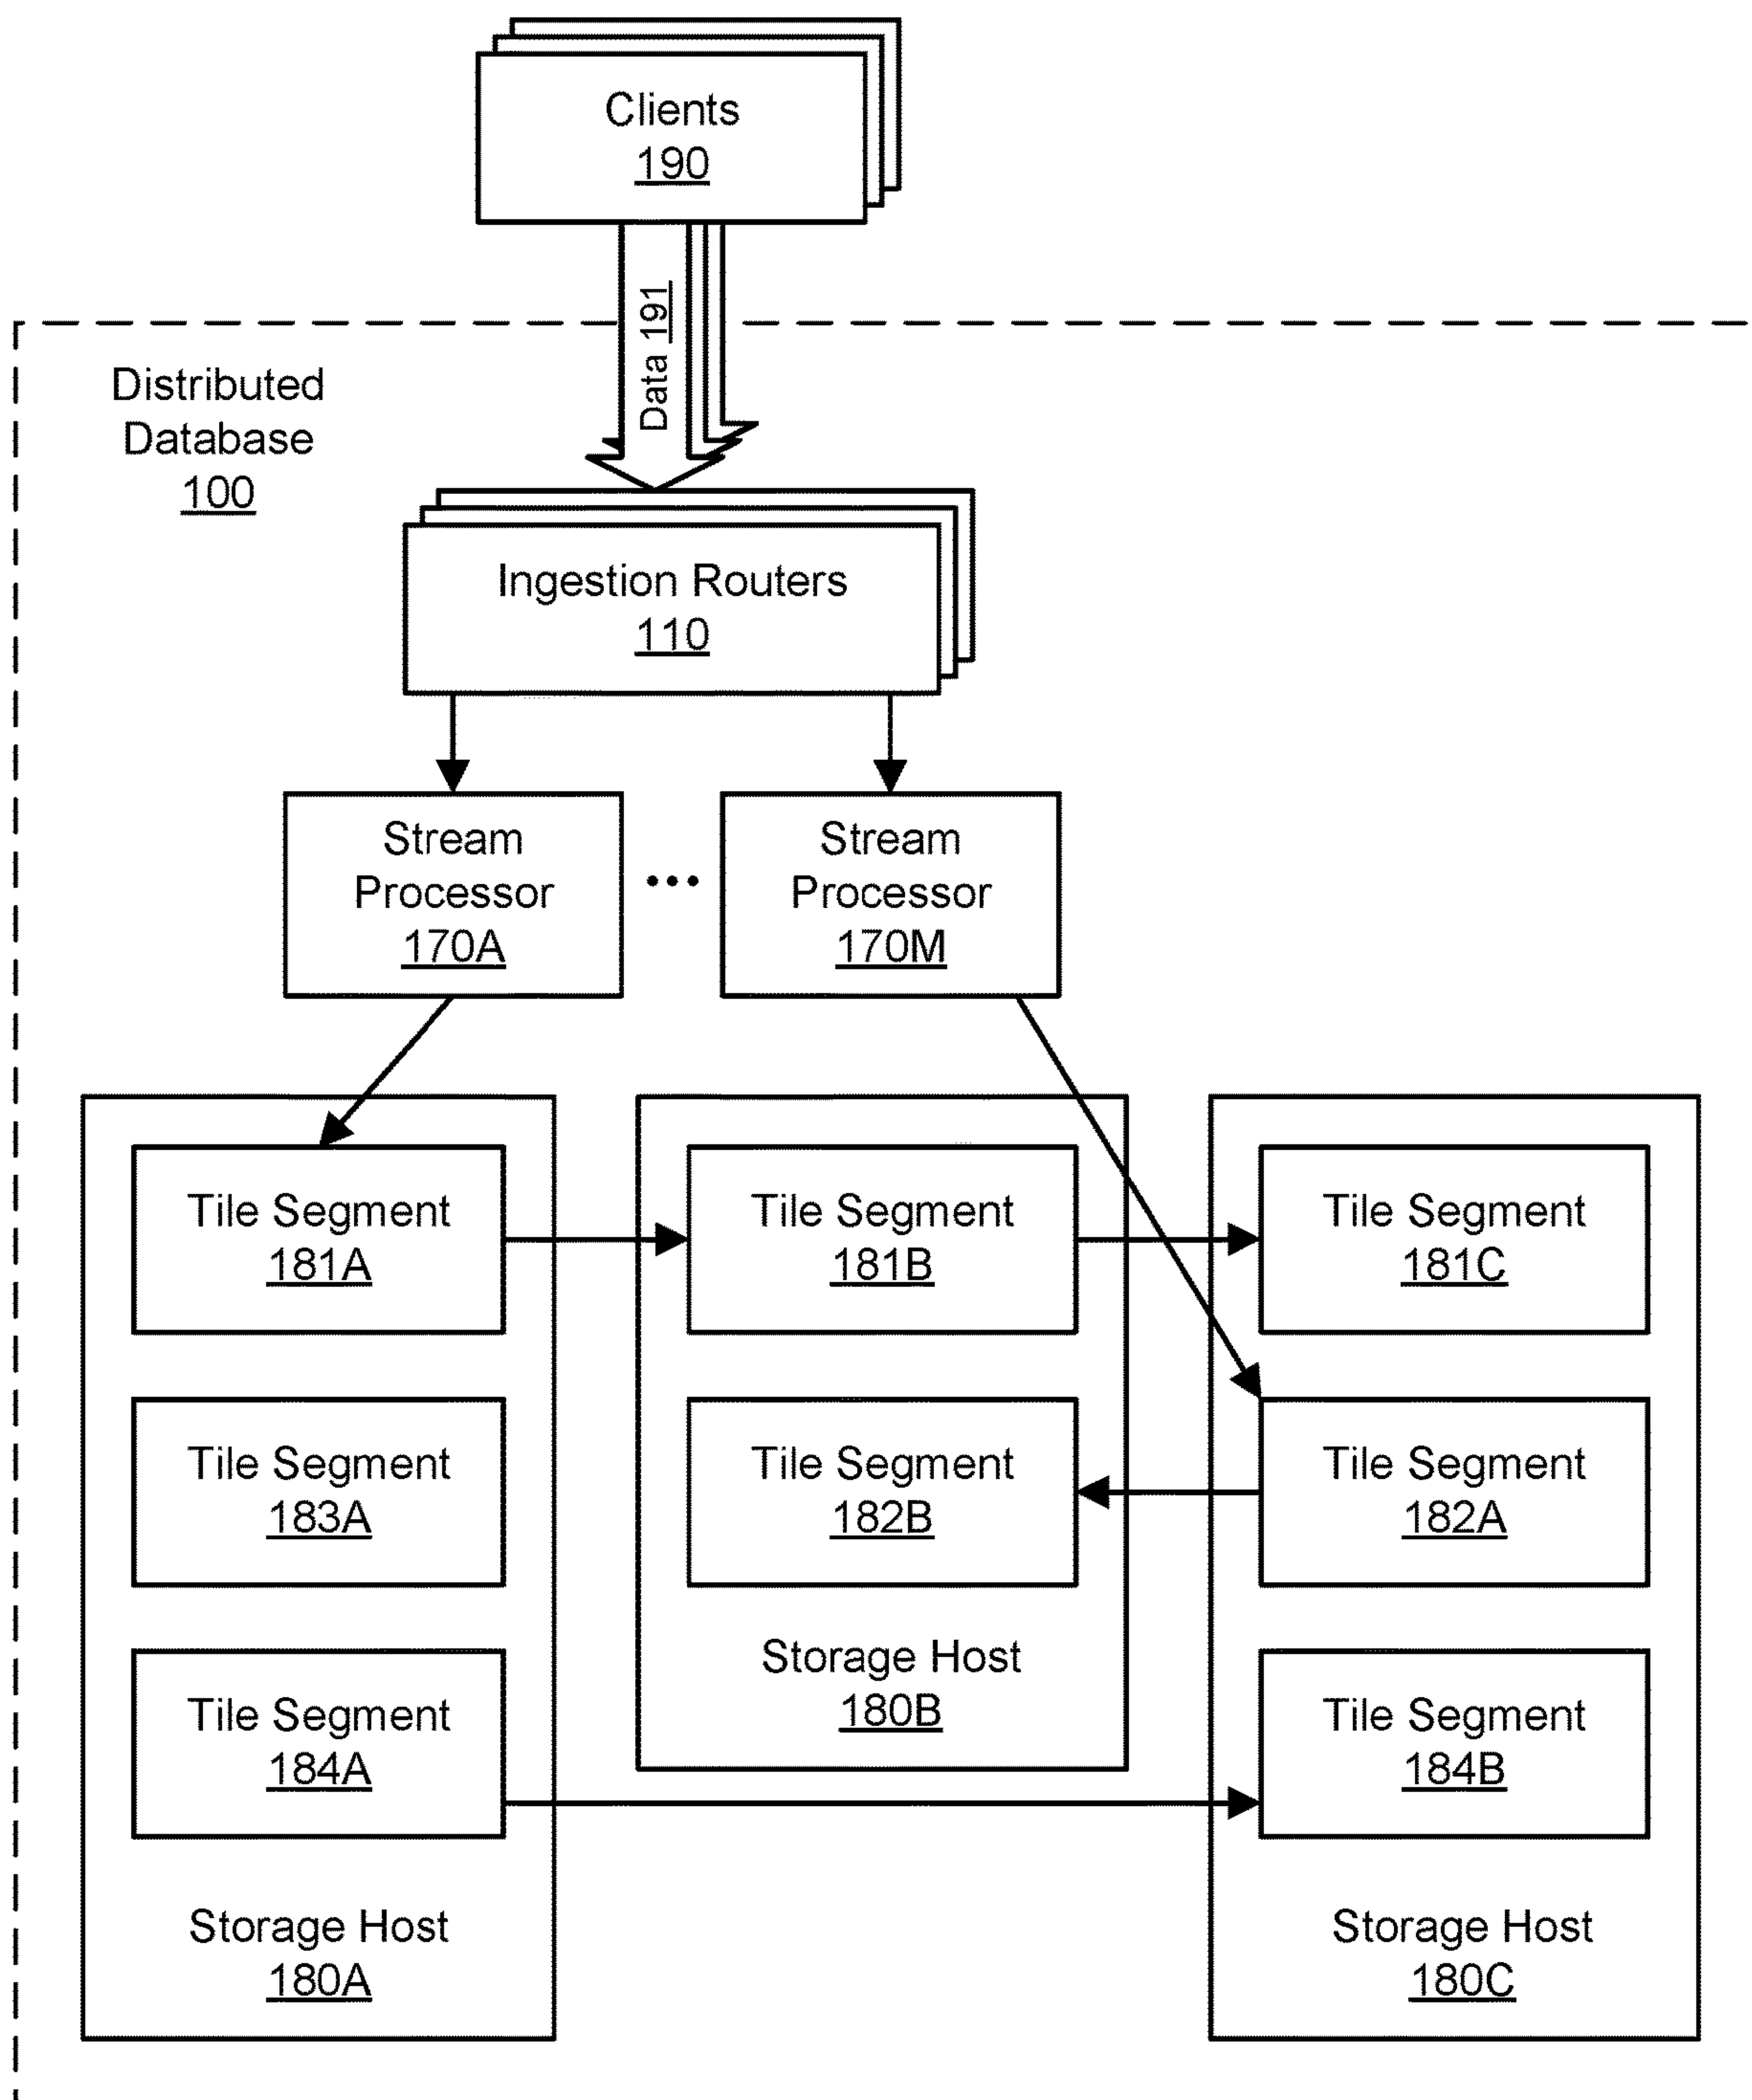 Clients
190
Data 191
Distributed
Database
100
Ingestion Routers
110
Stream
Processor
170A
...
Stream
Processor
170M
Tile Segment
181A
Tile Segment
181B
Tile Segment
181C
Tile Segment
183A
Tile Segment
182B
Tile Segment
182A
Tile Segment
184A
Storage Host
180B
Tile Segment
184B
Storage Host
180A
Storage Host
180C